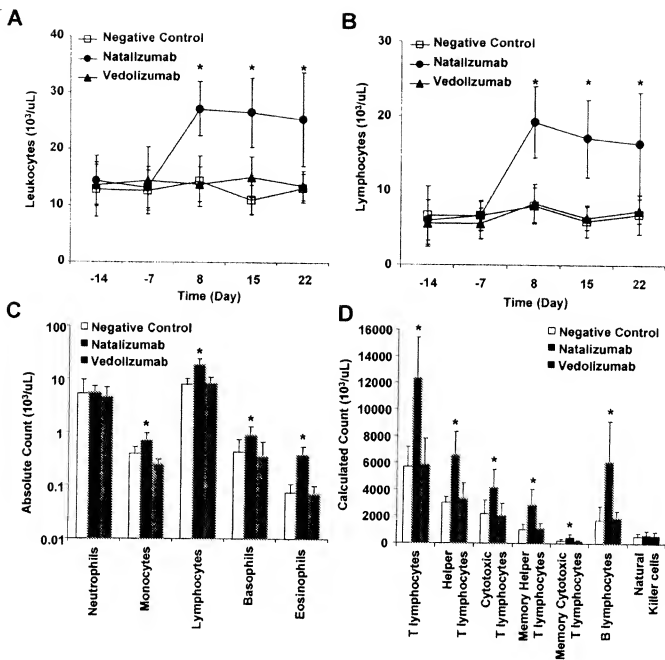 A
Negative Control
Natalizumab
Vedolizumab
Leukocytes (10³/uL)
40
30
20
10
0
* * *
-14 -7 8 15 22
Time (Day)
B
Negative Control
Natalizumab
Vedolizumab
Lymphocytes (10³/uL)
30
20
10
0
* * *
-14 -7 8 15 22
Time (Day)
C
Negative Control
Natalizumab
Vedolizumab
Absolute Count (10³/uL)
100
10
1
0.1
0.01
* * * *
Neutrophils
Monocytes
Lymphocytes
Basophils
Eosinophils
D
Negative Control
Natalizumab
Vedolizumab
Calculated Count (10³/uL)
16000
14000
12000
10000
8000
6000
4000
2000
0
* * * * * *
T lymphocytes
Helper
T lymphocytes
Cytotoxic
T lymphocytes
Memory Helper
T lymphocytes
Memory Cytotoxic
T lymphocytes
B lymphocytes
Natural
Killer cells